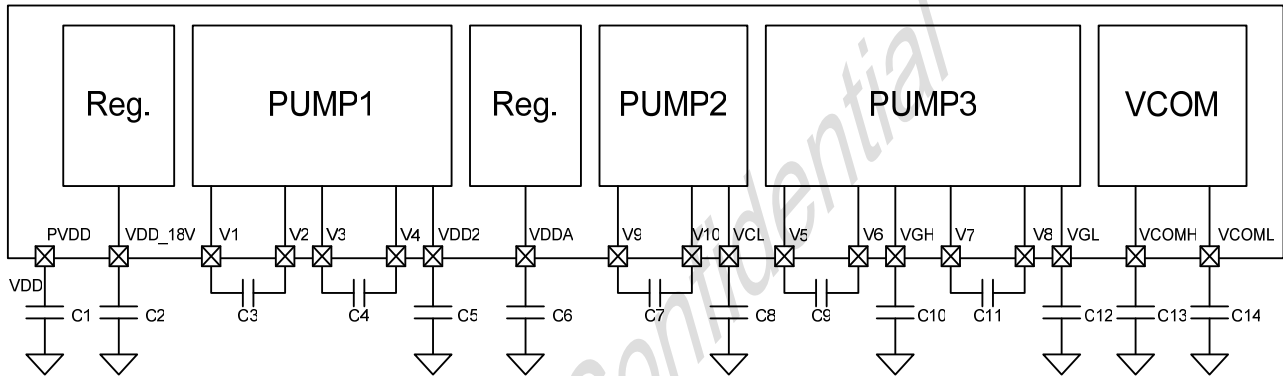 Reg.
PUMP1
Reg.
PUMP2
PUMP3
VCOM
PVDD
VDD_18V
V1
V2
V3
V4
VDD2
VDDA
V9
V10
VCL
V5
V6
VGH
V7
V8
VGL
VCOMH
VCOML
VDD
C1
C2
C3
C4
C5
C6
C7
C8
C9
C10
C11
C12
C13
C14
Confidential